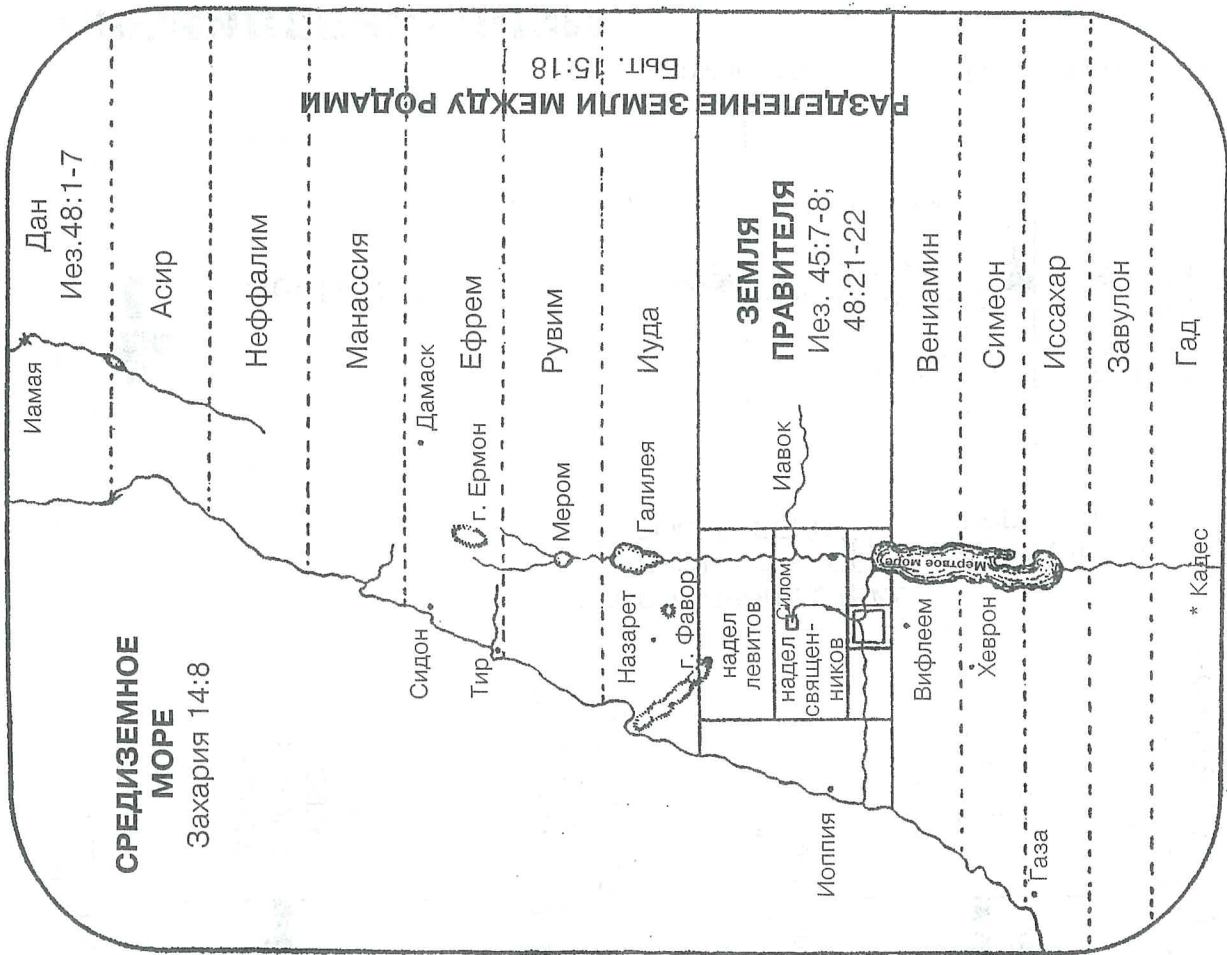 РАЗДЕЛЕНИЕ ЗЕМЛИ МЕЖДУ РОДАМИ
Быт. 15:18
СРЕДИЗЕМНОЕ
МОРЕ
Захария 14:8
Иамая
Дан
Иез.48:1-7
Асир
Неффалим
Манассия
Дамаск
Сидон
Ефрем
г. Ермон
Тир
Рувим
Мером
Иуда
Галилея
Назарет
г. Фавор
ЗЕМЛЯ
ПРАВИТЕЛЯ
Иез. 45:7-8;
48:21-22
Иавок
надел
левитов
надел
священ-
ников
Силом
Иоппия
Вениамин
Мертвое море
Вифлеем
Симеон
Хеврон
Иссахар
Газа
Завулон
Гад
* Кадес